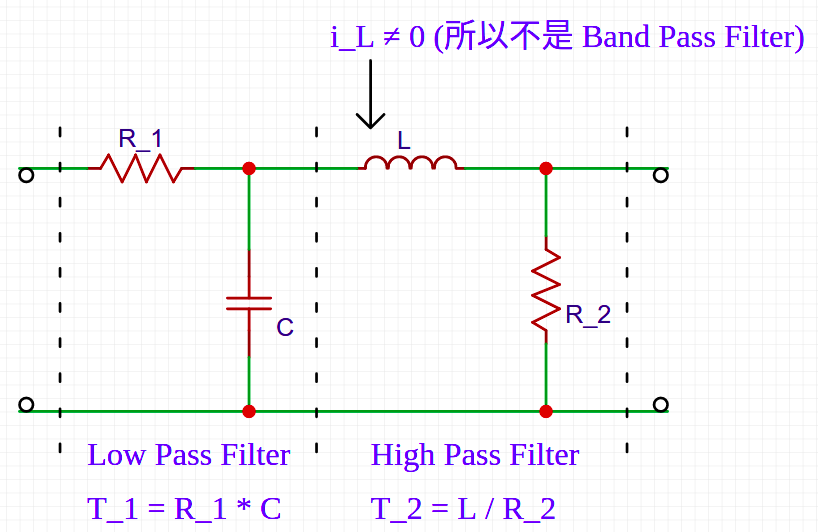 i_L ≠ 0 (所以不是 Band Pass Filter)
R_1
L
C
R_2
Low Pass Filter
High Pass Filter
T_1 = R_1 * C
T_2 = L / R_2